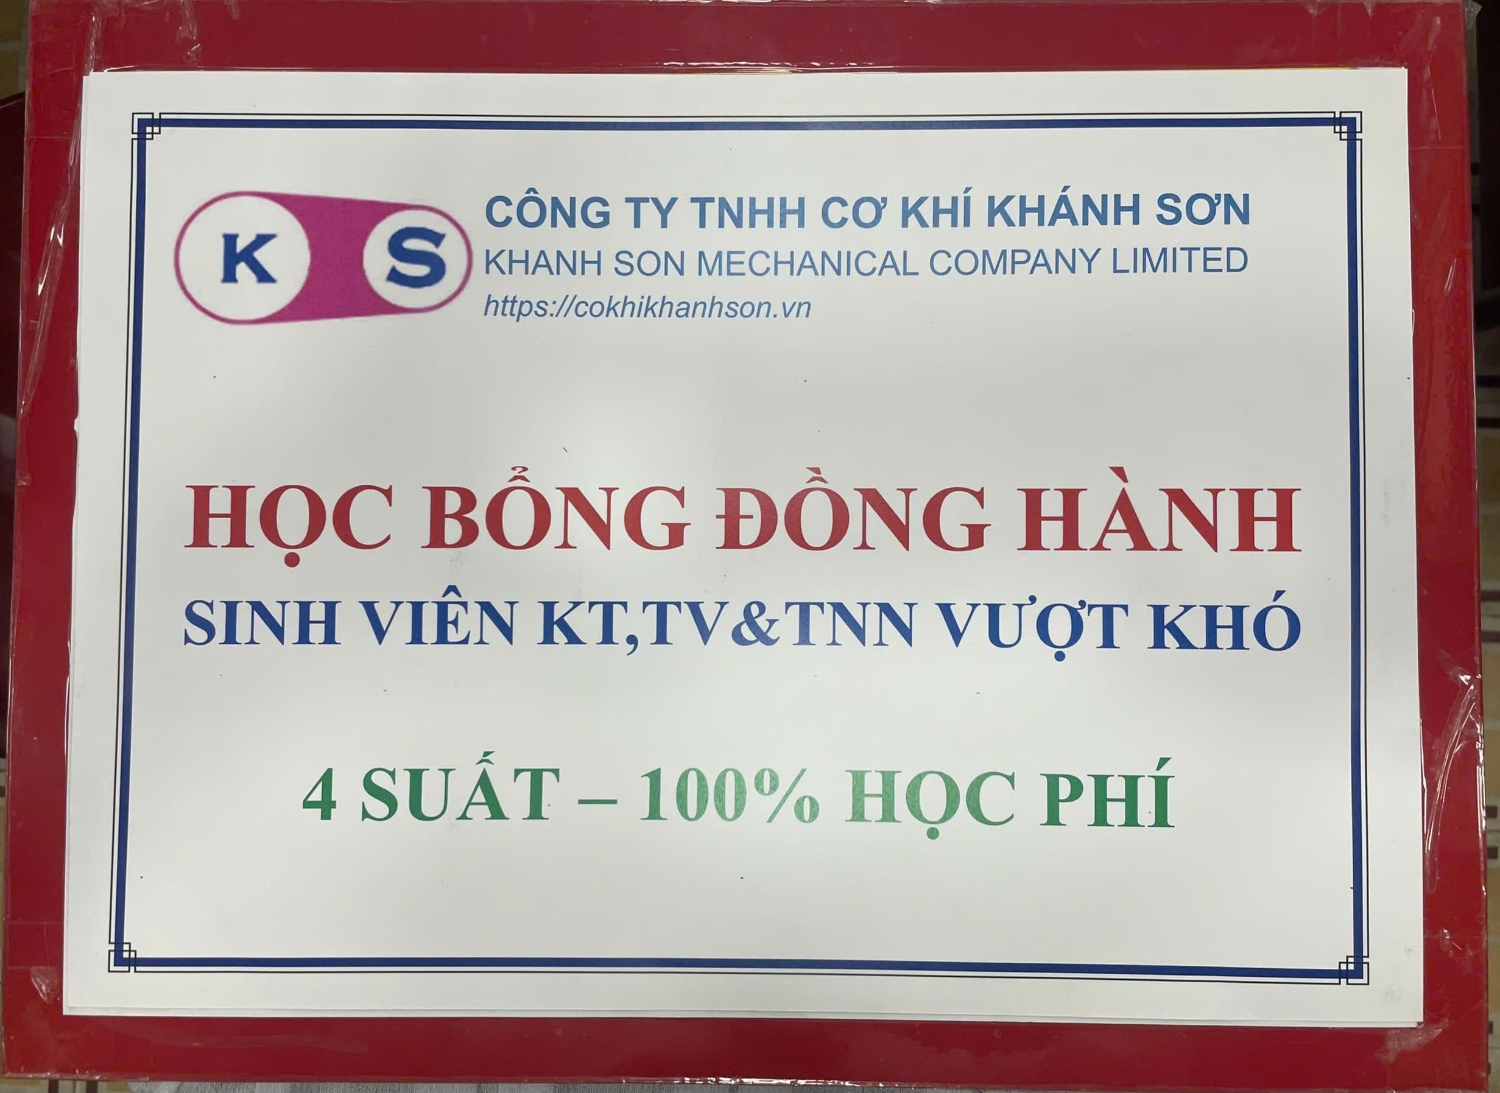 K S
CÔNG TY TNHH CƠ KHÍ KHÁNH SƠN
KHANH SON MECHANICAL COMPANY LIMITED
https://cokhikhanhson.vn
HỌC BỔNG ĐỒNG HÀNH
SINH VIÊN KT,TV&TNN VƯỢT KHÓ
4 SUẤT – 100% HỌC PHÍ